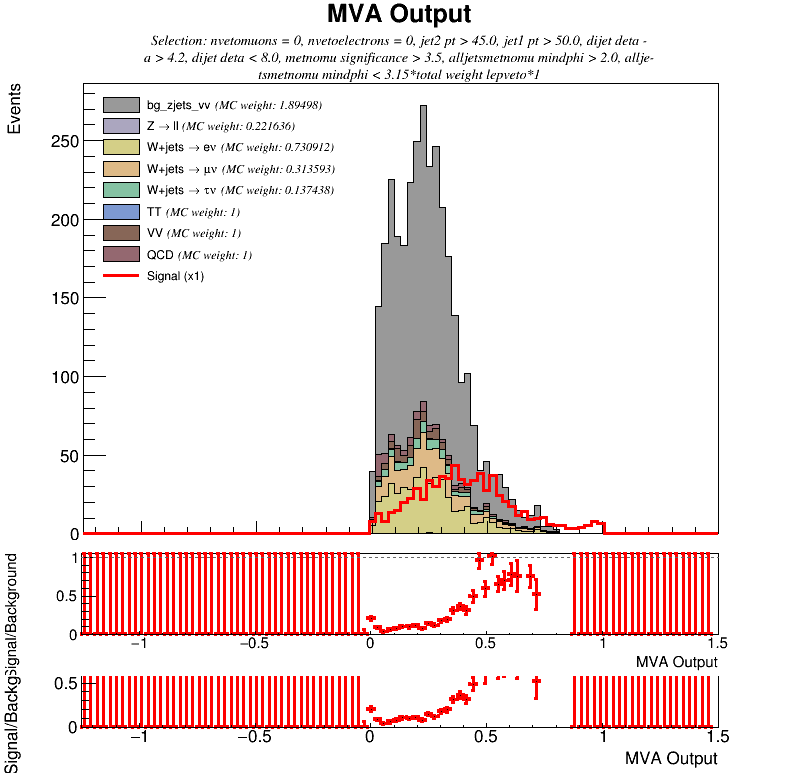 MVA Output
Selection: nvetomuons = 0, nvetoelectrons = 0, jet2 pt > 45.0, jet1 pt > 50.0, dijet deta -
a > 4.2, dijet deta < 8.0, metnomu significance > 3.5, alljetsmetnomu mindphi > 2.0, allje-
tsmetnomu mindphi < 3.15*total weight lepveto*1
Events
bg_zjets_vv (MC weight: 1.89498)
Z → ll (MC weight: 0.221636)
W+jets → eν (MC weight: 0.730912)
W+jets → μν (MC weight: 0.313593)
W+jets → τν (MC weight: 0.137438)
TT (MC weight: 1)
VV (MC weight: 1)
QCD (MC weight: 1)
Signal (x1)
250
200
150
100
50
0
Signal/Background
1
0.5
0
−1 −0.5 0 0.5 1 1.5
MVA Output
Signal/Backg
0.5
0
−1 −0.5 0 0.5 1 1.5
MVA Output